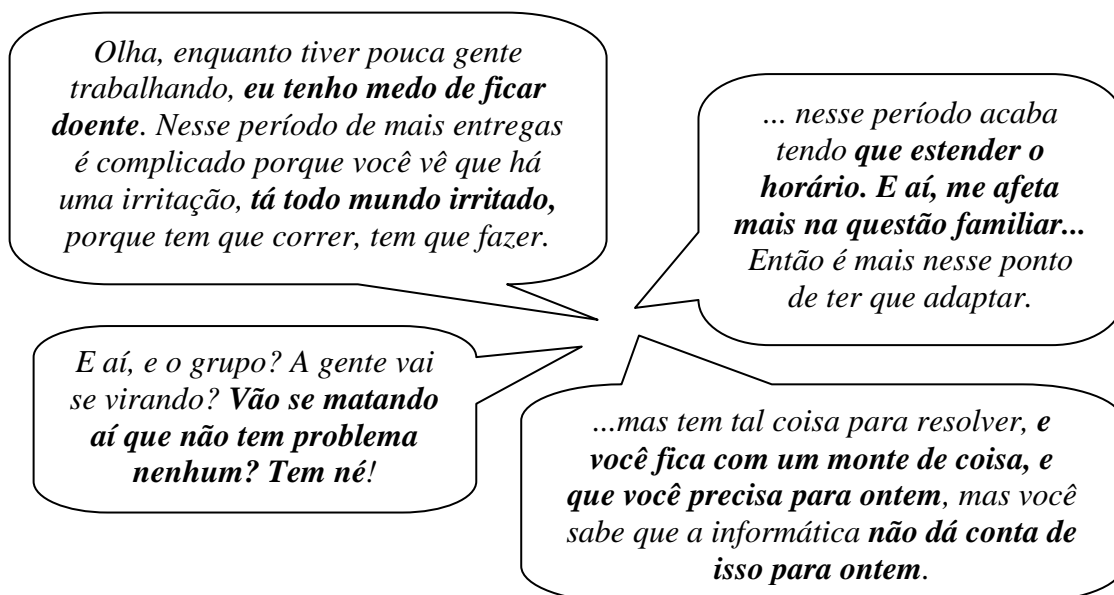 Olha, enquanto tiver pouca gente
trabalhando, eu tenho medo de ficar
doente. Nesse período de mais entregas
é complicado porque você vê que há
uma irritação, tá todo mundo irritado,
porque tem que correr, tem que fazer.
... nesse período acaba
tendo que estender o
horário. E aí, me afeta
mais na questão familiar...
Então é mais nesse ponto
de ter que adaptar.
E aí, e o grupo? A gente vai
se virando? Vão se matando
aí que não tem problema
nenhum? Tem né!
...mas tem tal coisa para resolver, e
você fica com um monte de coisa, e
que você precisa para ontem, mas você
sabe que a informática não dá conta de
isso para ontem.